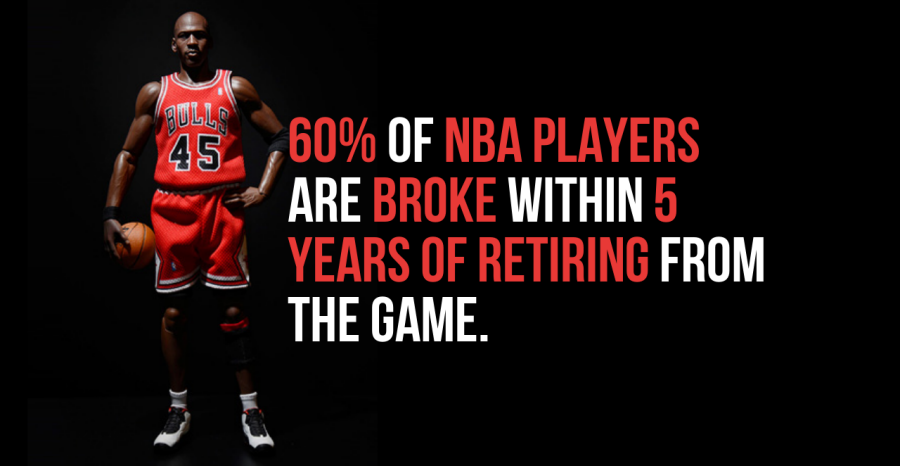 BULLS
45
60% OF NBA PLAYERS
ARE BROKE WITHIN 5
YEARS OF RETIRING FROM
THE GAME.